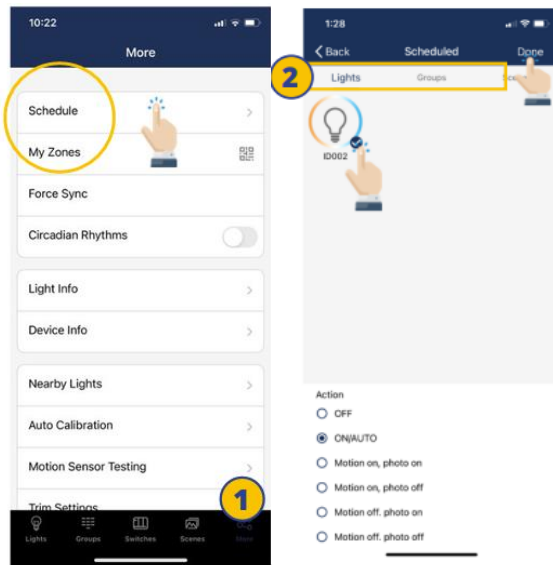 10:22
More
Schedule
My Zones
Force Sync
Circadian Rhythms
Light Info
Device Info
Nearby Lights
Auto Calibration
Motion Sensor Testing
Trim Settings
1
Lights Groups Switches Scenes More
1:28
Back Scheduled Done
2
Lights Groups
ID002
Action
OFF
ON/AUTO
Motion on, photo on
Motion on, photo off
Motion off. photo on
Motion off. photo off